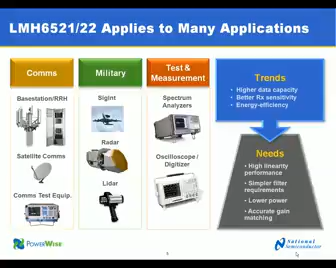 LMH6521/22 Applies to Many Applications
Comms
Basestation/RRH
Satellite Comms
Comms Test Equip.
Military
Sigint
Radar
Lidar
Test &
Measurement
Spectrum
Analyzers
Oscilloscope /
Digitizer
Trends
• Higher data capacity
• Better Rx sensitivity
• Energy-efficiency
Needs
• High linearity
performance
• Simpler filter
requirements
• Lower power
• Accurate gain
matching
POWERWISE
National
Semiconductor